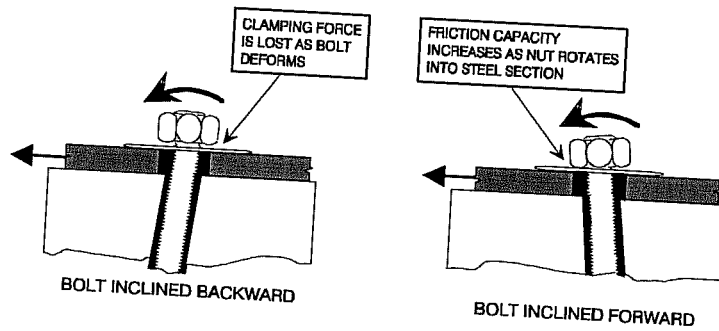 CLAMPING FORCE
IS LOST AS BOLT
DEFORMS
FRICTION CAPACITY
INCREASES AS NUT ROTATES
INTO STEEL SECTION
BOLT INCLINED BACKWARD
BOLT INCLINED FORWARD